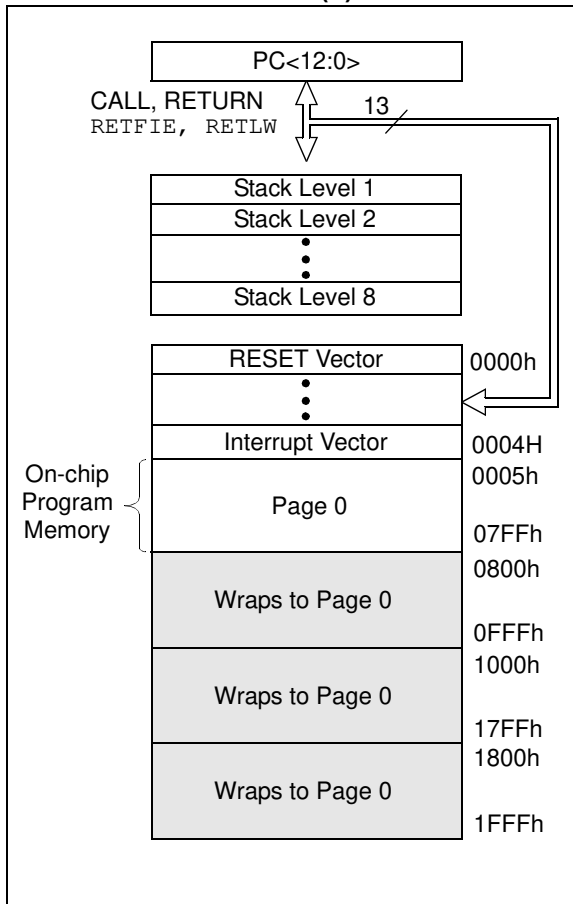 PC<12:0>
CALL, RETURN
RETFIE, RETLW
13
Stack Level 1
Stack Level 2
Stack Level 8
RESET Vector
0000h
Interrupt Vector
0004H
On-chip
Program
Memory
Page 0
0005h
07FFh
Wraps to Page 0
0800h
0FFFh
Wraps to Page 0
1000h
17FFh
Wraps to Page 0
1800h
1FFFh